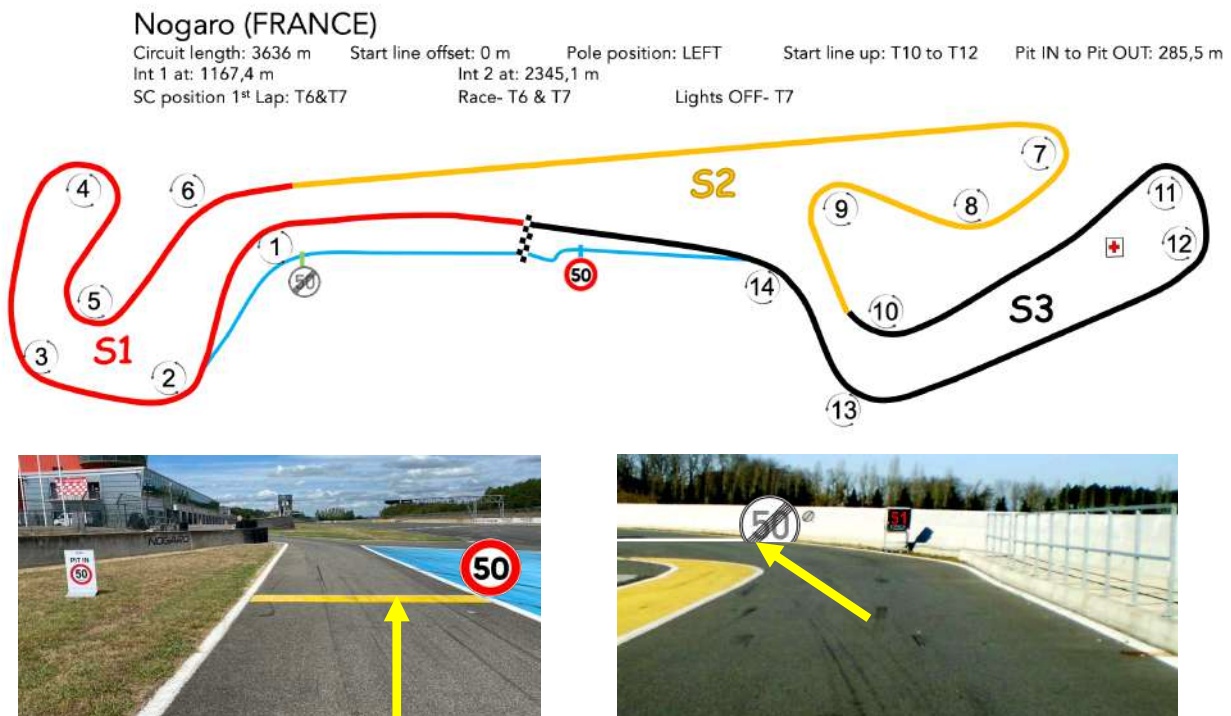 Nogaro (FRANCE)
Circuit length: 3636 m Start line offset: 0 m Pole position: LEFT Start line up: T10 to T12 Pit IN to Pit OUT: 285,5 m
Int 1 at: 1167,4 m Int 2 at: 2345,1 m
SC position 1st Lap: T6&T7 Race- T6 & T7 Lights OFF- T7
7
4
6
S2
11
9
8
1
12
50
50
14
5
10
S3
S1
3
2
13
50
51
NOGARO
50
PIT IN
50